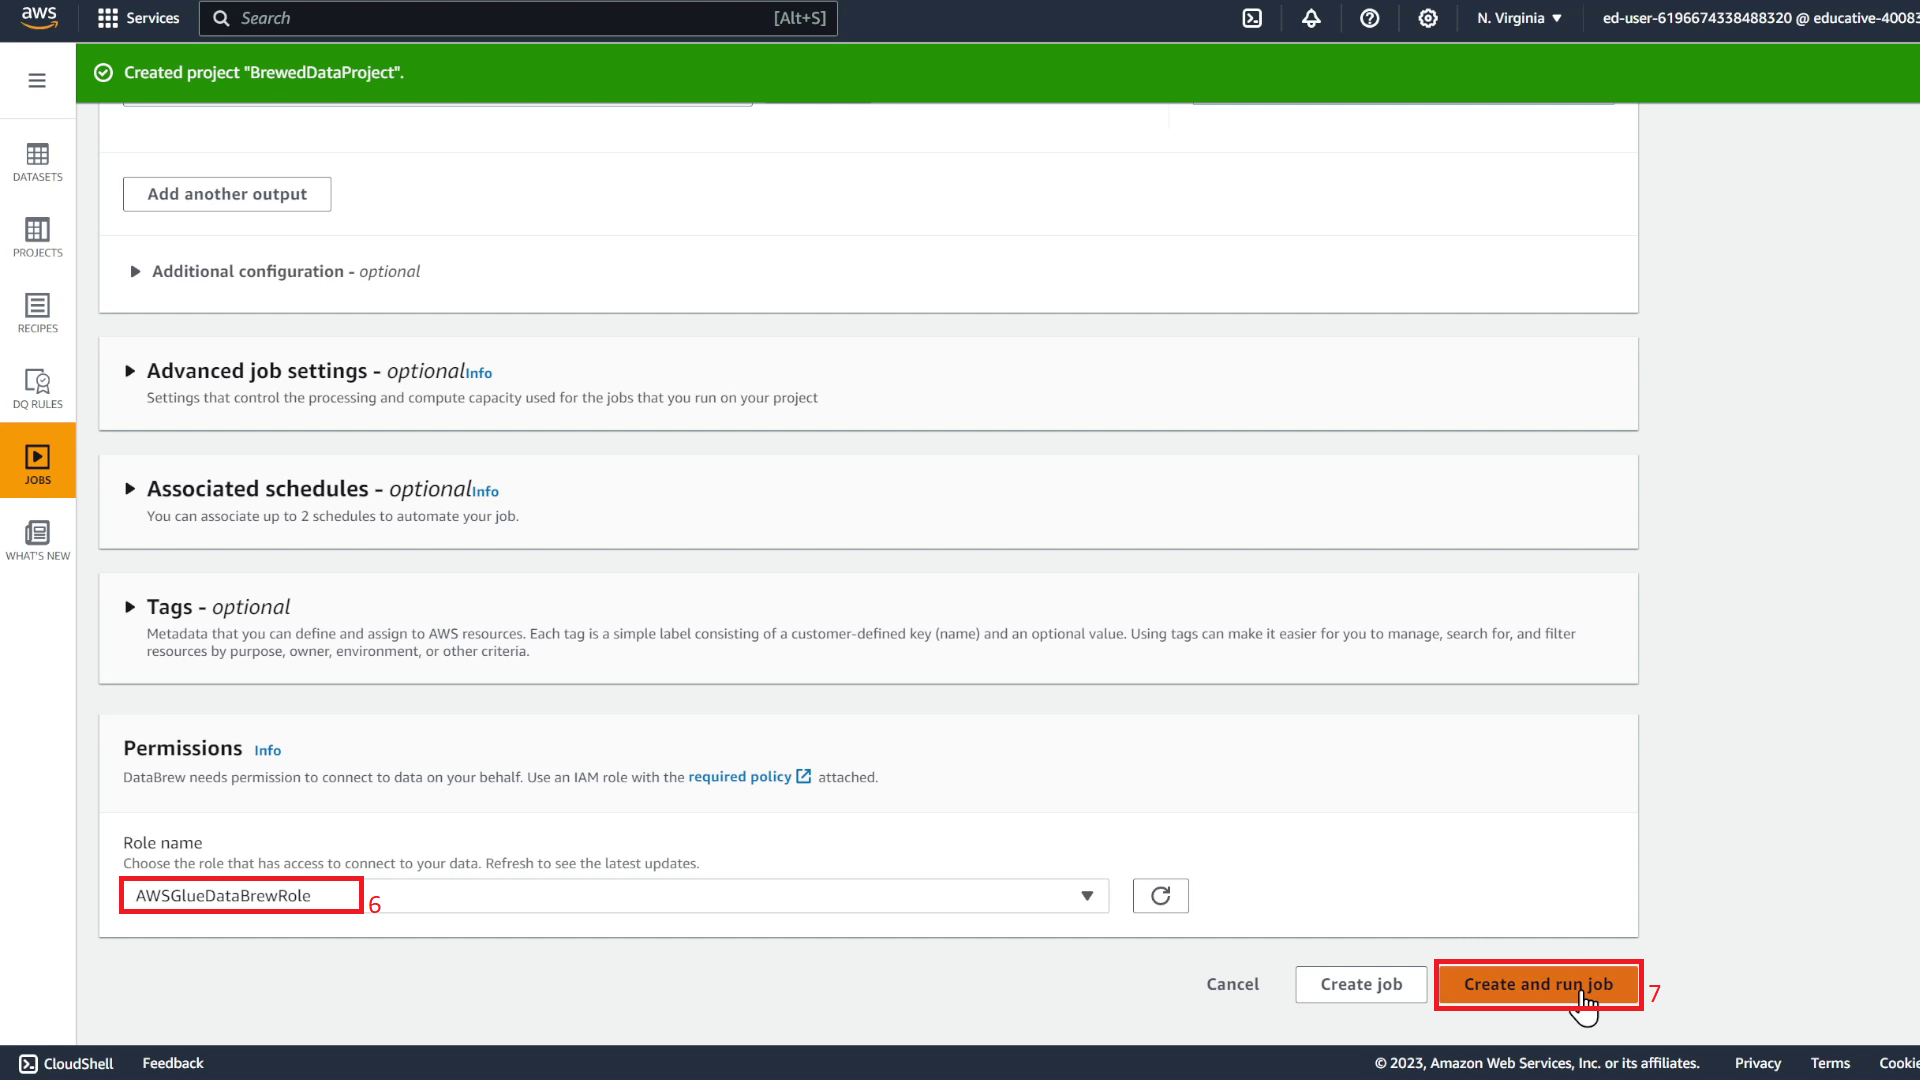 aws
Services
Search
[Alt+S]
N. Virginia
ed-user-6196674338488320 @ educative-40083
Created project "BrewedDataProject".
DATASETS
PROJECTS
RECIPES
DQ RULES
JOBS
WHAT'S NEW
Add another output
Additional configuration - optional
Advanced job settings - optional Info
Settings that control the processing and compute capacity used for the jobs that you run on your project
Associated schedules - optional Info
You can associate up to 2 schedules to automate your job.
Tags - optional
Metadata that you can define and assign to AWS resources. Each tag is a simple label consisting of a customer-defined key (name) and an optional value. Using tags can make it easier for you to manage, search for, and filter
resources by purpose, owner, environment, or other criteria.
Permissions Info
DataBrew needs permission to connect to data on your behalf. Use an IAM role with the required policy attached.
Role name
Choose the role that has access to connect to your data. Refresh to see the latest updates.
AWSGlueDataBrewRole
6
Cancel
Create job
Create and run job
7
CloudShell
Feedback
© 2023, Amazon Web Services, Inc. or its affiliates.
Privacy
Terms
Cookie